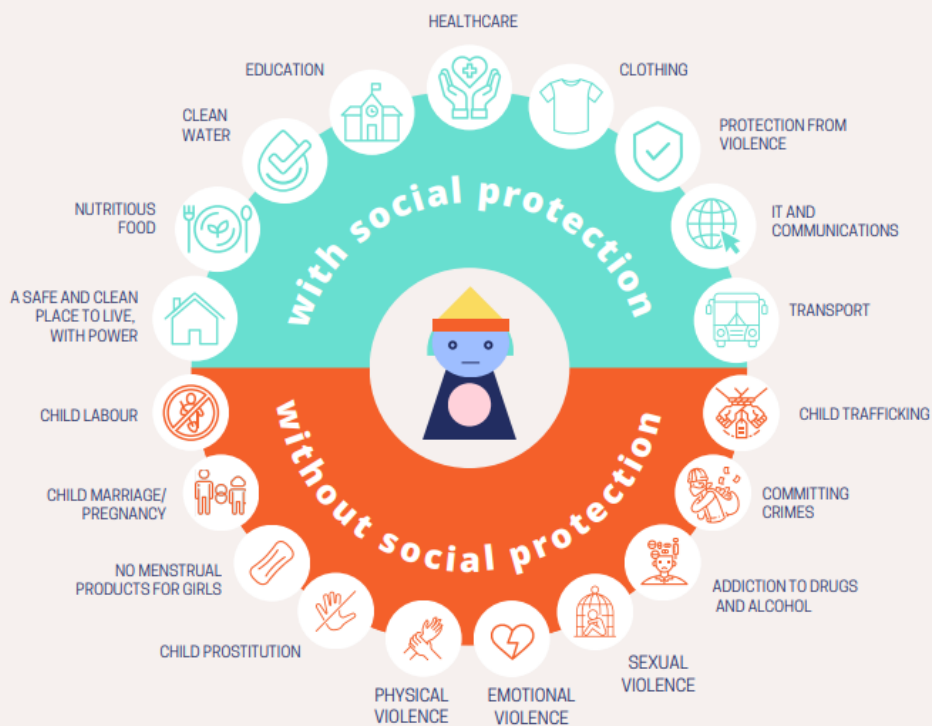 HEALTHCARE
EDUCATION
CLOTHING
CLEAN
WATER
PROTECTION FROM
VIOLENCE
NUTRITIOUS
FOOD
IT AND
COMMUNICATIONS
A SAFE AND CLEAN
PLACE TO LIVE,
WITH POWER
TRANSPORT
with social protection
without social protection
CHILD LABOUR
CHILD TRAFFICKING
CHILD MARRIAGE/
PREGNANCY
COMMITTING
CRIMES
NO MENSTRUAL
PRODUCTS FOR GIRLS
ADDICTION TO DRUGS
AND ALCOHOL
CHILD PROSTITUTION
SEXUAL
VIOLENCE
PHYSICAL
VIOLENCE
EMOTIONAL
VIOLENCE